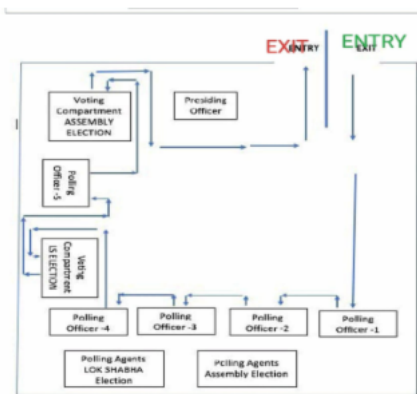 EXIT ENTRY
ENTRY EXIT
Voting
Compartment
ASSEMBLY
ELECTION
Presiding
Officer
Polling
Officer -5
Voting
Compartment
LS ELECTION
Polling
Officer -4
Polling
Officer -3
Polling
Officer -2
Polling
Officer -1
Polling Agents
LOK SHABHA
Election
Polling Agents
Assembly Election